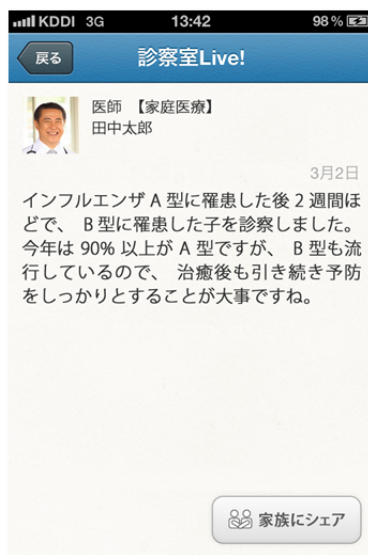 KDDI 3G 13:42 98%
戻る 診察室Live!
医師 【家庭医療】
田中太郎
3月2日
インフルエンザ A 型に罹患した後 2 週間ほ
どで、 B 型に罹患した子を診察しました。
今年は 90% 以上が A 型ですが、 B 型も流
行しているので、 治癒後も引き続き予防
をしっかりとすることが大事ですね。
家族にシェア